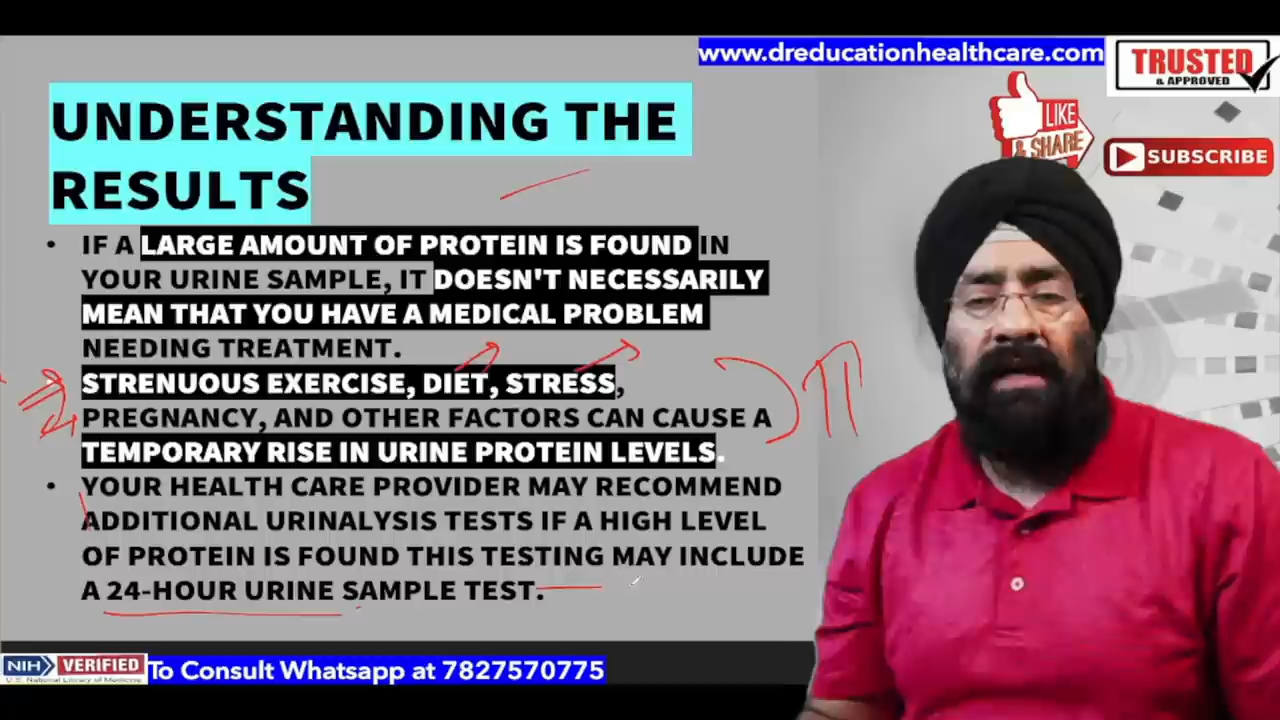 www.dreducationhealthcare.com
TRUSTED
& APPROVED
LIKE
& SHARE
SUBSCRIBE
UNDERSTANDING THE
RESULTS
• IF A LARGE AMOUNT OF PROTEIN IS FOUND IN
YOUR URINE SAMPLE, IT DOESN'T NECESSARILY
MEAN THAT YOU HAVE A MEDICAL PROBLEM
NEEDING TREATMENT.
• STRENUOUS EXERCISE, DIET, STRESS,
PREGNANCY, AND OTHER FACTORS CAN CAUSE A
TEMPORARY RISE IN URINE PROTEIN LEVELS.
• YOUR HEALTH CARE PROVIDER MAY RECOMMEND
ADDITIONAL URINALYSIS TESTS IF A HIGH LEVEL
OF PROTEIN IS FOUND THIS TESTING MAY INCLUDE
A 24-HOUR URINE SAMPLE TEST.
NIH VERIFIED
U.S. National Library of Medicine
To Consult Whatsapp at 7827570775